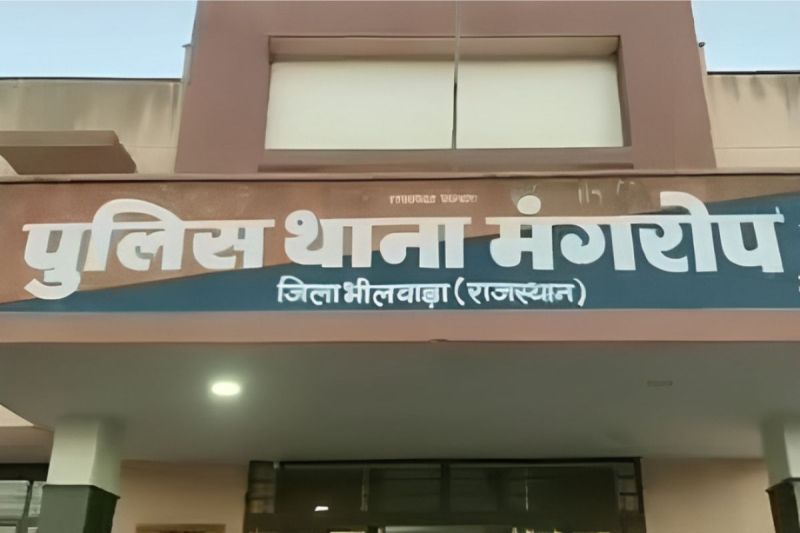 पुलिस थाना मंगरोप
जिला भीलवाड़ा (राजस्थान)